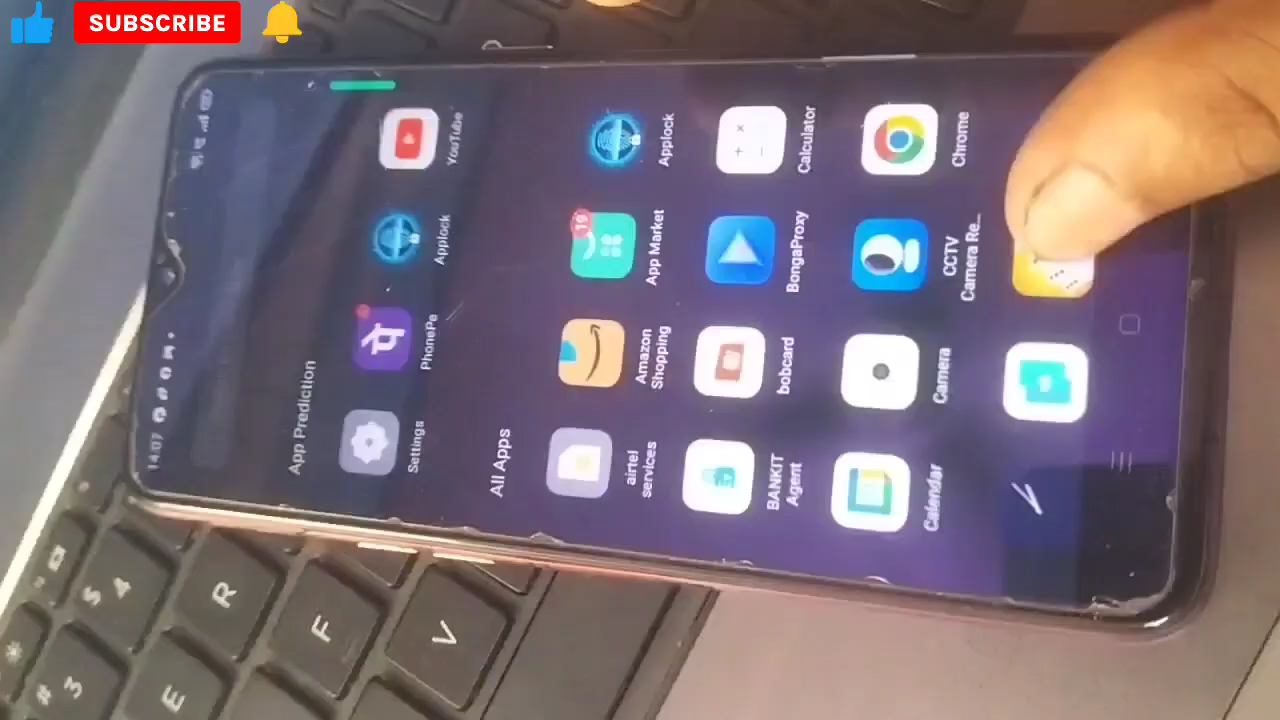 SUBSCRIBE
14:07
App Prediction
Settings
PhonePe
Applock
YouTube
All Apps
airtel
services
Amazon
Shopping
App Market
19
Applock
BANKIT
Agent
bobcard
BongaProxy
Calculator
Calendar
Camera
CCTV
Camera Re...
Chrome
$
4
R
F
V
#
3
E